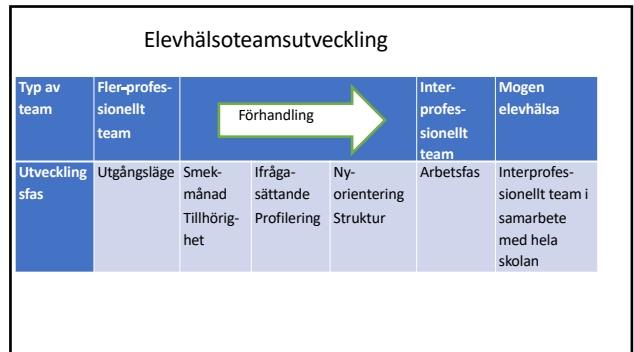 Elevhälsoteamsutveckling
Typ av
team
Fler-profes-
sionellt
team
Förhandling
Inter-
profes-
sionellt
team
Mogen
elevhälsa
Utveckling
sfas
Utgångsläge
Smek-
månad
Tillhörig-
het
Ifråga-
sättande
Profilering
Ny-
orientering
Struktur
Arbetsfas
Interprofes-
sionellt team i
samarbete
med hela
skolan